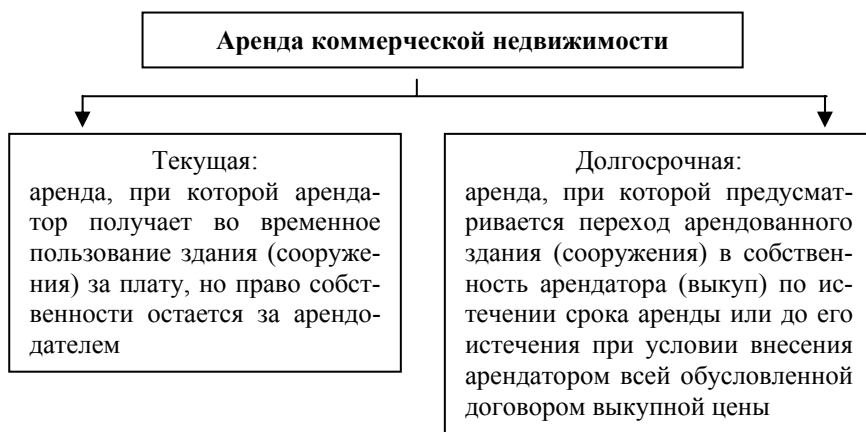 Аренда коммерческой недвижимости
Текущая:
аренда, при которой аренда-
тор получает во временное
пользование здания (сооруже-
ния) за плату, но право собст-
венности остается за арендо-
дателем
Долгосрочная:
аренда, при которой предусмат-
ривается переход арендованного
здания (сооружения) в собствен-
ность арендатора (выкуп) по ис-
течении срока аренды или до его
истечения при условии внесения
арендатором всей обусловленной
договором выкупной цены